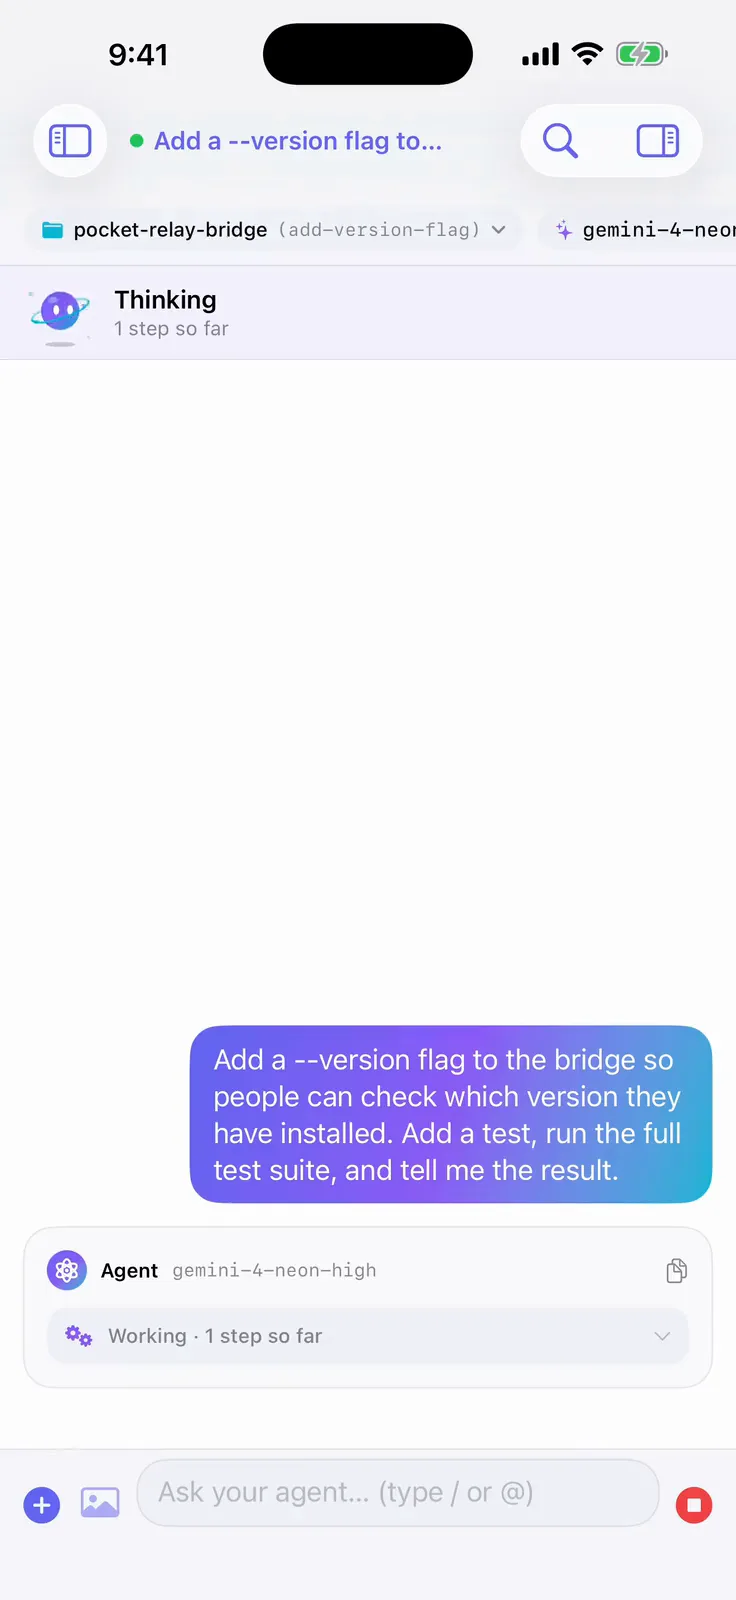 9:41
Add a --version flag to...
pocket-relay-bridge (add-version-flag)
gemini-4-neon
Thinking
1 step so far
Add a --version flag to the bridge so
people can check which version they
have installed. Add a test, run the full
test suite, and tell me the result.
Agent gemini-4-neon-high
Working · 1 step so far
Ask your agent... (type / or @)